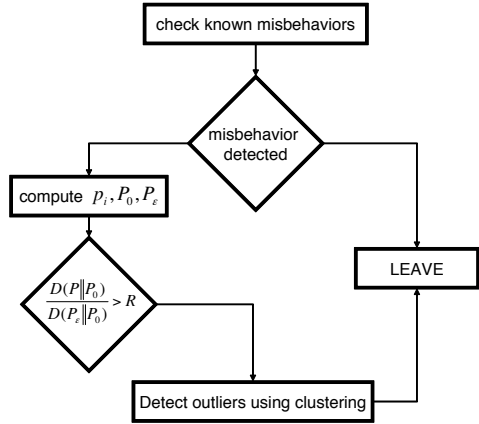 check known misbehaviors
misbehavior
detected
compute p_i, P_0, P_ε
LEAVE
D(P‖P_0)
D(P_ε‖P_0) > R
Detect outliers using clustering